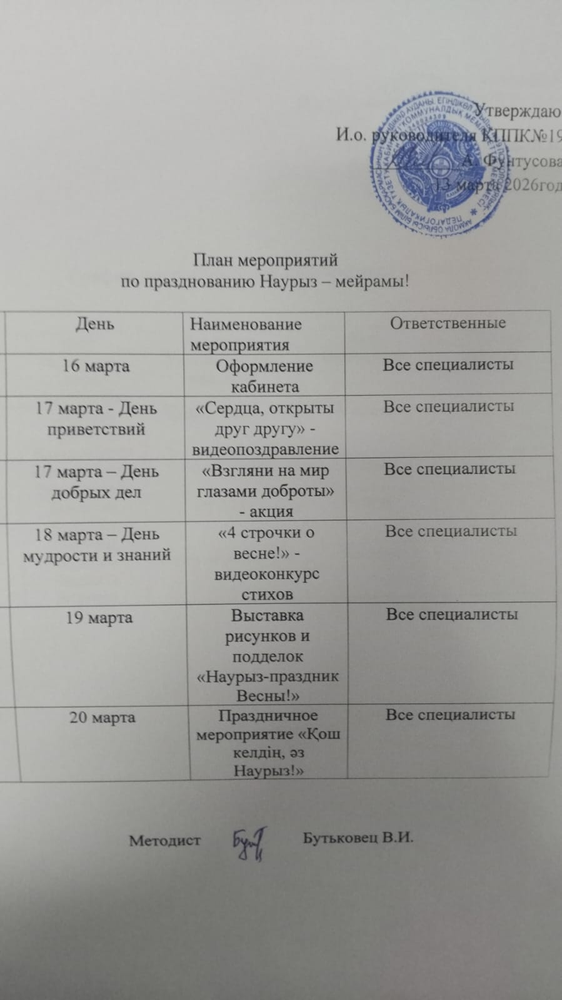 Утверждаю
И.о. руководителя КППК№19
А. Фунтусова
13 марта 2026год
План мероприятий
по празднованию Наурыз – мейрамы!
День
Наименование
мероприятия
Ответственные
16 марта
Оформление
кабинета
Все специалисты
17 марта - День
приветствий
«Сердца, открыты
друг другу» -
видеопоздравление
Все специалисты
17 марта – День
добрых дел
«Взгляни на мир
глазами доброты»
- акция
Все специалисты
18 марта – День
мудрости и знаний
«4 строчки о
весне!» -
видеоконкурс
стихов
Все специалисты
19 марта
Выставка
рисунков и
подделок
«Наурыз-праздник
Весны!»
Все специалисты
20 марта
Праздничное
мероприятие «Қош
келдің, әз
Наурыз!»
Все специалисты
Методист Бутьковец В.И.